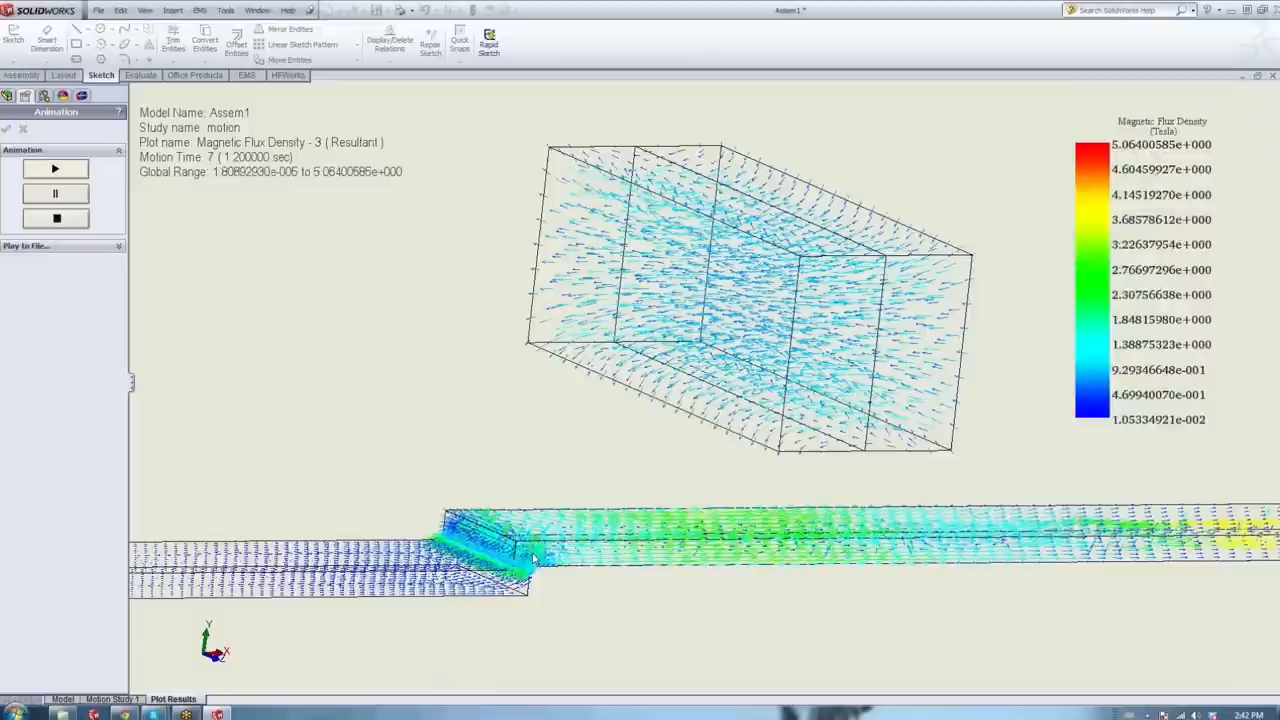 SOLIDWORKS File Edit View Insert EMS Tools Window Help Assem1 * Search SolidWorks Help
Sketch
Smart Dimension
Trim Entities
Convert Entities
Offset Entities
Mirror Entities
Linear Sketch Pattern
Move Entities
Display/Delete Relations
Repair Sketch
Quick Snaps
Rapid Sketch
Assembly Layout Sketch Evaluate Office Products EMS HFWorks
Animation ?
Animation
Play to File...
Model Name: Assem1
Study name: motion
Plot name: Magnetic Flux Density - 3 ( Resultant )
Motion Time: 7 ( 1.200000 sec)
Global Range: 1.80892930e-005 to 5.06400585e+000
Magnetic Flux Density
(Tesla)
5.06400585e+000
4.60459927e+000
4.14519270e+000
3.68578612e+000
3.22637954e+000
2.76697296e+000
2.30756638e+000
1.84815980e+000
1.38875323e+000
9.29346648e-001
4.69940070e-001
1.05334921e-002
Y
X
Z
Model Motion Study 1 Plot Results
2:42 PM